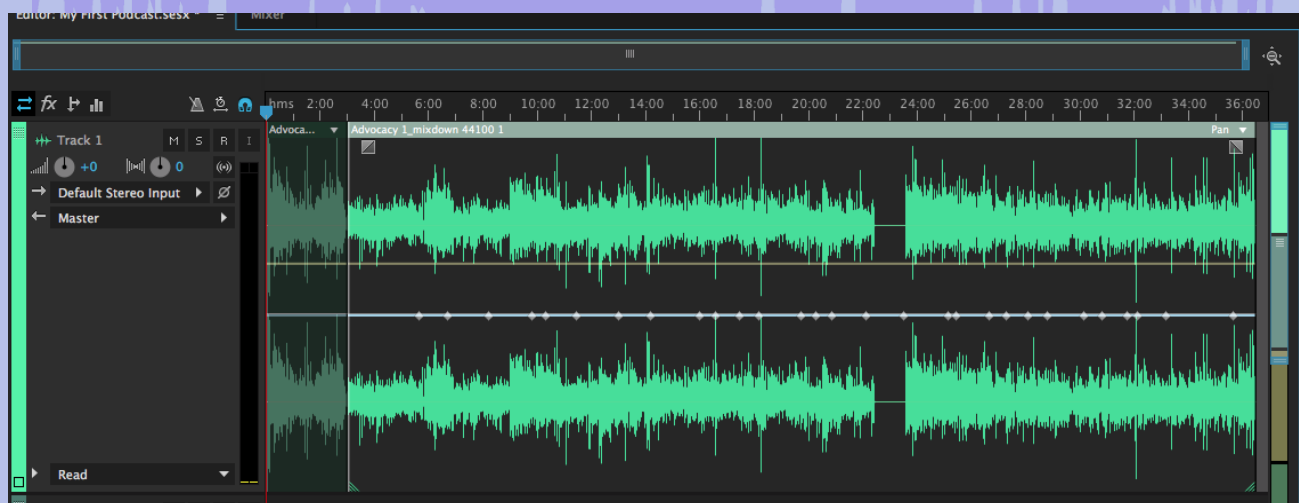 Editor: My First Podcast.sesx * Mixer
fx hms 2:00 4:00 6:00 8:00 10:00 12:00 14:00 16:00 18:00 20:00 22:00 24:00 26:00 28:00 30:00 32:00 34:00 36:00
Track 1 M S R I Advoca... Advocacy 1_mixdown 44100 1 Pan
+0 0
Default Stereo Input
Master
Read